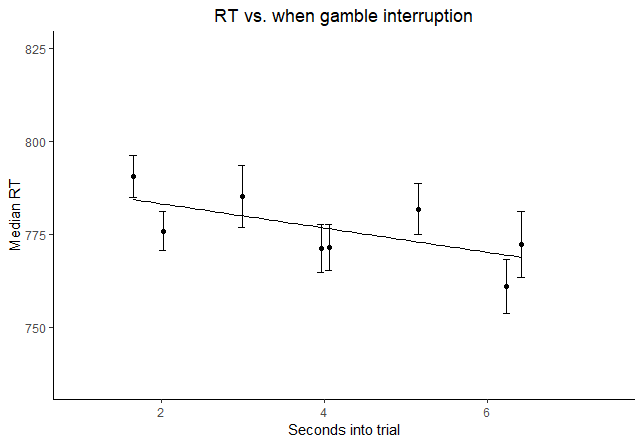 RT vs. when gamble interruption
825
800
775
750
Median RT
2 4 6
Seconds into trial